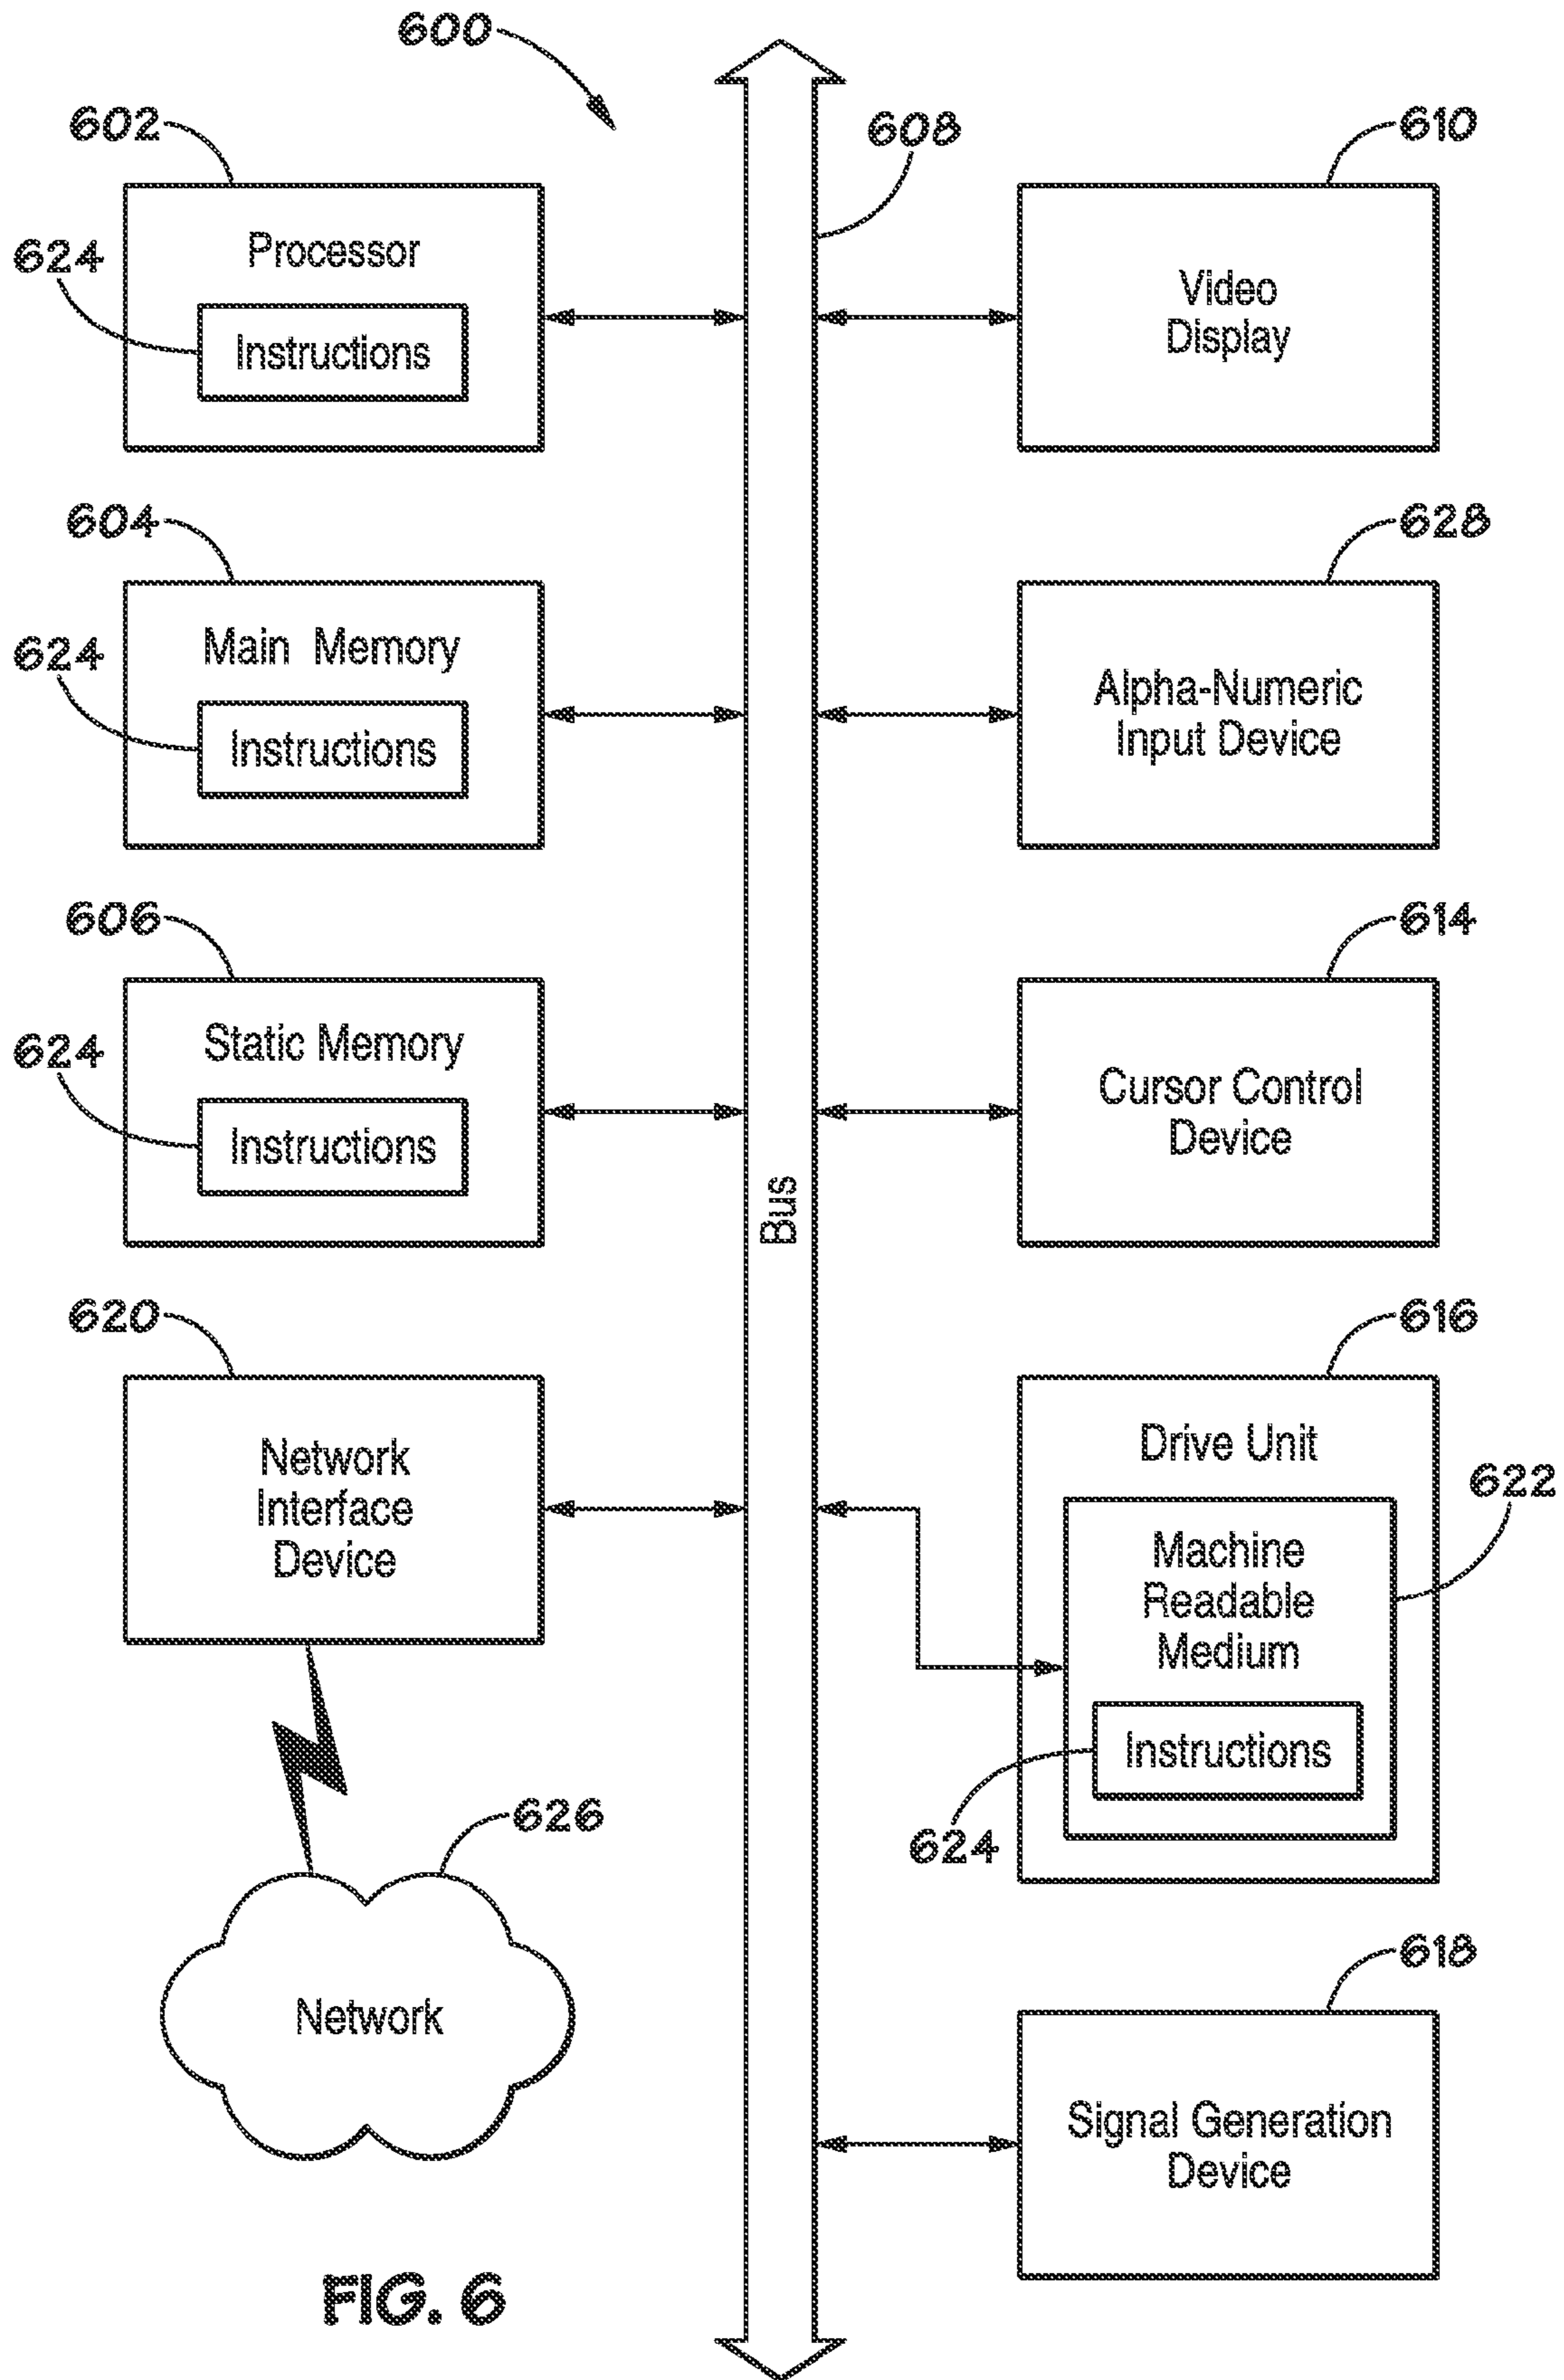 600
602
608
610
624
Processor
Instructions
Video
Display
604
628
624
Main Memory
Instructions
Alpha-Numeric
Input Device
606
614
624
Static Memory
Instructions
Cursor Control
Device
Bus
620
616
Network
Interface
Device
Drive Unit
622
Machine
Readable
Medium
Instructions
624
626
Network
618
Signal Generation
Device
FIG. 6